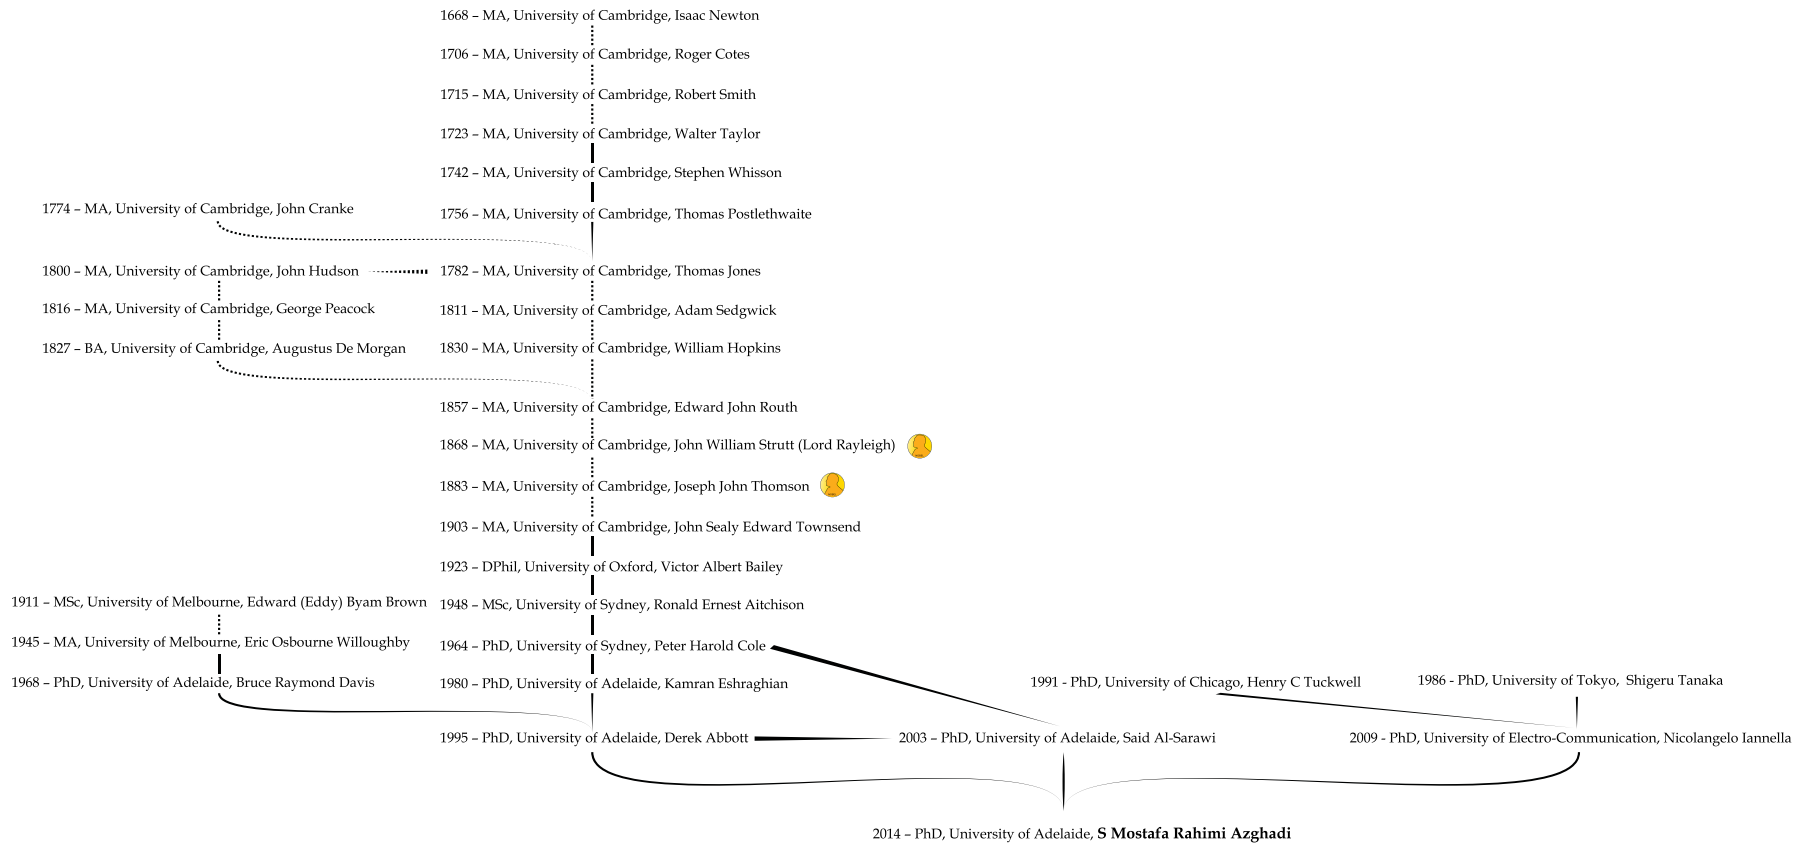 1668 – MA, University of Cambridge, Isaac Newton
1706 – MA, University of Cambridge, Roger Cotes
1715 – MA, University of Cambridge, Robert Smith
1723 – MA, University of Cambridge, Walter Taylor
1742 – MA, University of Cambridge, Stephen Whisson
1774 – MA, University of Cambridge, John Cranke
1756 – MA, University of Cambridge, Thomas Postlethwaite
1800 – MA, University of Cambridge, John Hudson
1782 – MA, University of Cambridge, Thomas Jones
1816 – MA, University of Cambridge, George Peacock
1811 – MA, University of Cambridge, Adam Sedgwick
1827 – BA, University of Cambridge, Augustus De Morgan
1830 – MA, University of Cambridge, William Hopkins
1857 – MA, University of Cambridge, Edward John Routh
1868 – MA, University of Cambridge, John William Strutt (Lord Rayleigh)
1883 – MA, University of Cambridge, Joseph John Thomson
1903 – MA, University of Cambridge, John Sealy Edward Townsend
1923 – DPhil, University of Oxford, Victor Albert Bailey
1911 – MSc, University of Melbourne, Edward (Eddy) Byam Brown
1948 – MSc, University of Sydney, Ronald Ernest Aitchison
1945 – MA, University of Melbourne, Eric Osbourne Willoughby
1964 – PhD, University of Sydney, Peter Harold Cole
1968 – PhD, University of Adelaide, Bruce Raymond Davis
1980 – PhD, University of Adelaide, Kamran Eshraghian
1991 - PhD, University of Chicago, Henry C Tuckwell
1986 - PhD, University of Tokyo, Shigeru Tanaka
1995 – PhD, University of Adelaide, Derek Abbott
2003 – PhD, University of Adelaide, Said Al-Sarawi
2009 - PhD, University of Electro-Communication, Nicolangelo Iannella
2014 – PhD, University of Adelaide, S Mostafa Rahimi Azghadi